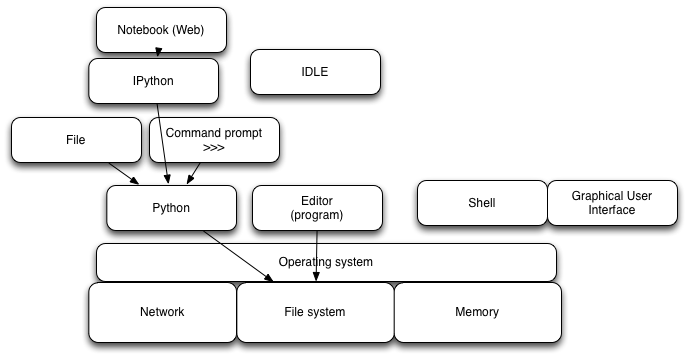 Notebook (Web)
IPython
IDLE
File
Command prompt
>>>
Python
Editor
(program)
Shell
Graphical User
Interface
Operating system
Network
File system
Memory